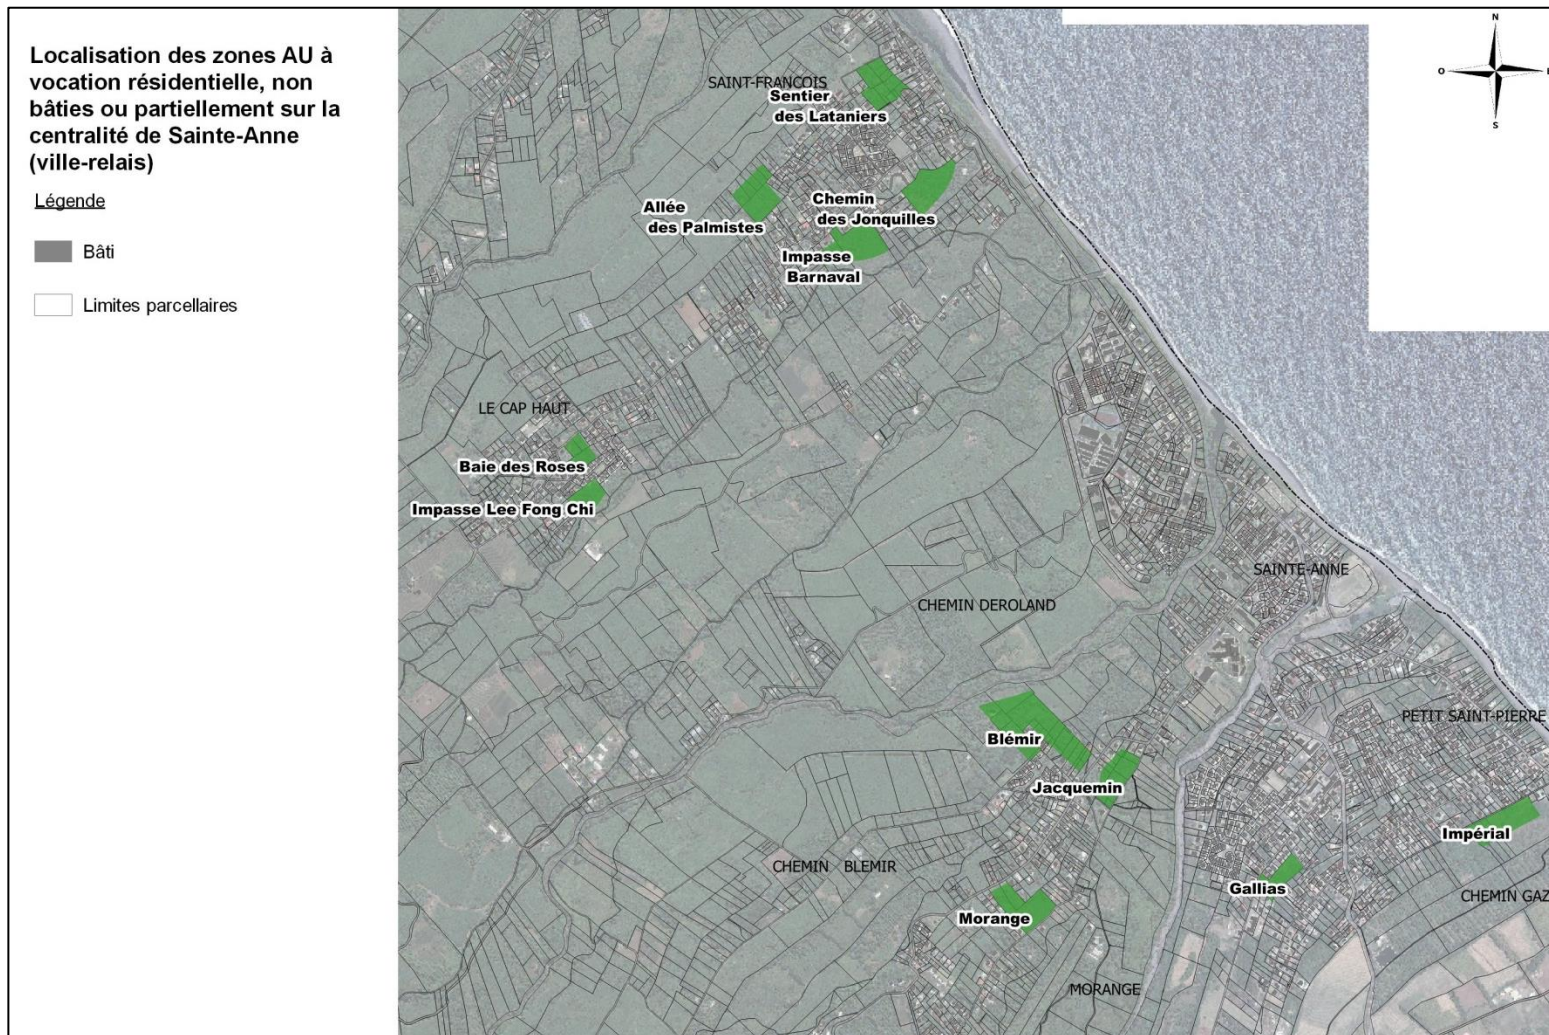 Localisation des zones AU à
vocation résidentielle, non
bâties ou partiellement sur la
centralité de Sainte-Anne
(ville-relais)
Légende
Bâti
Limites parcellaires
N
O
E
S
SAINT-FRANCOIS
Sentier
des Lataniers
Allée
des Palmistes
Chemin
des Jonquilles
Impasse
Barnaval
LE CAP HAUT
Baie des Roses
Impasse Lee Fong Chi
SAINTE-ANNE
CHEMIN DEROLAND
Blémir
PETIT SAINT-PIERRE
Jacquemin
Impérial
CHEMIN BLEMIR
Gallias
CHEMIN GAZ
Morange
MORANGE